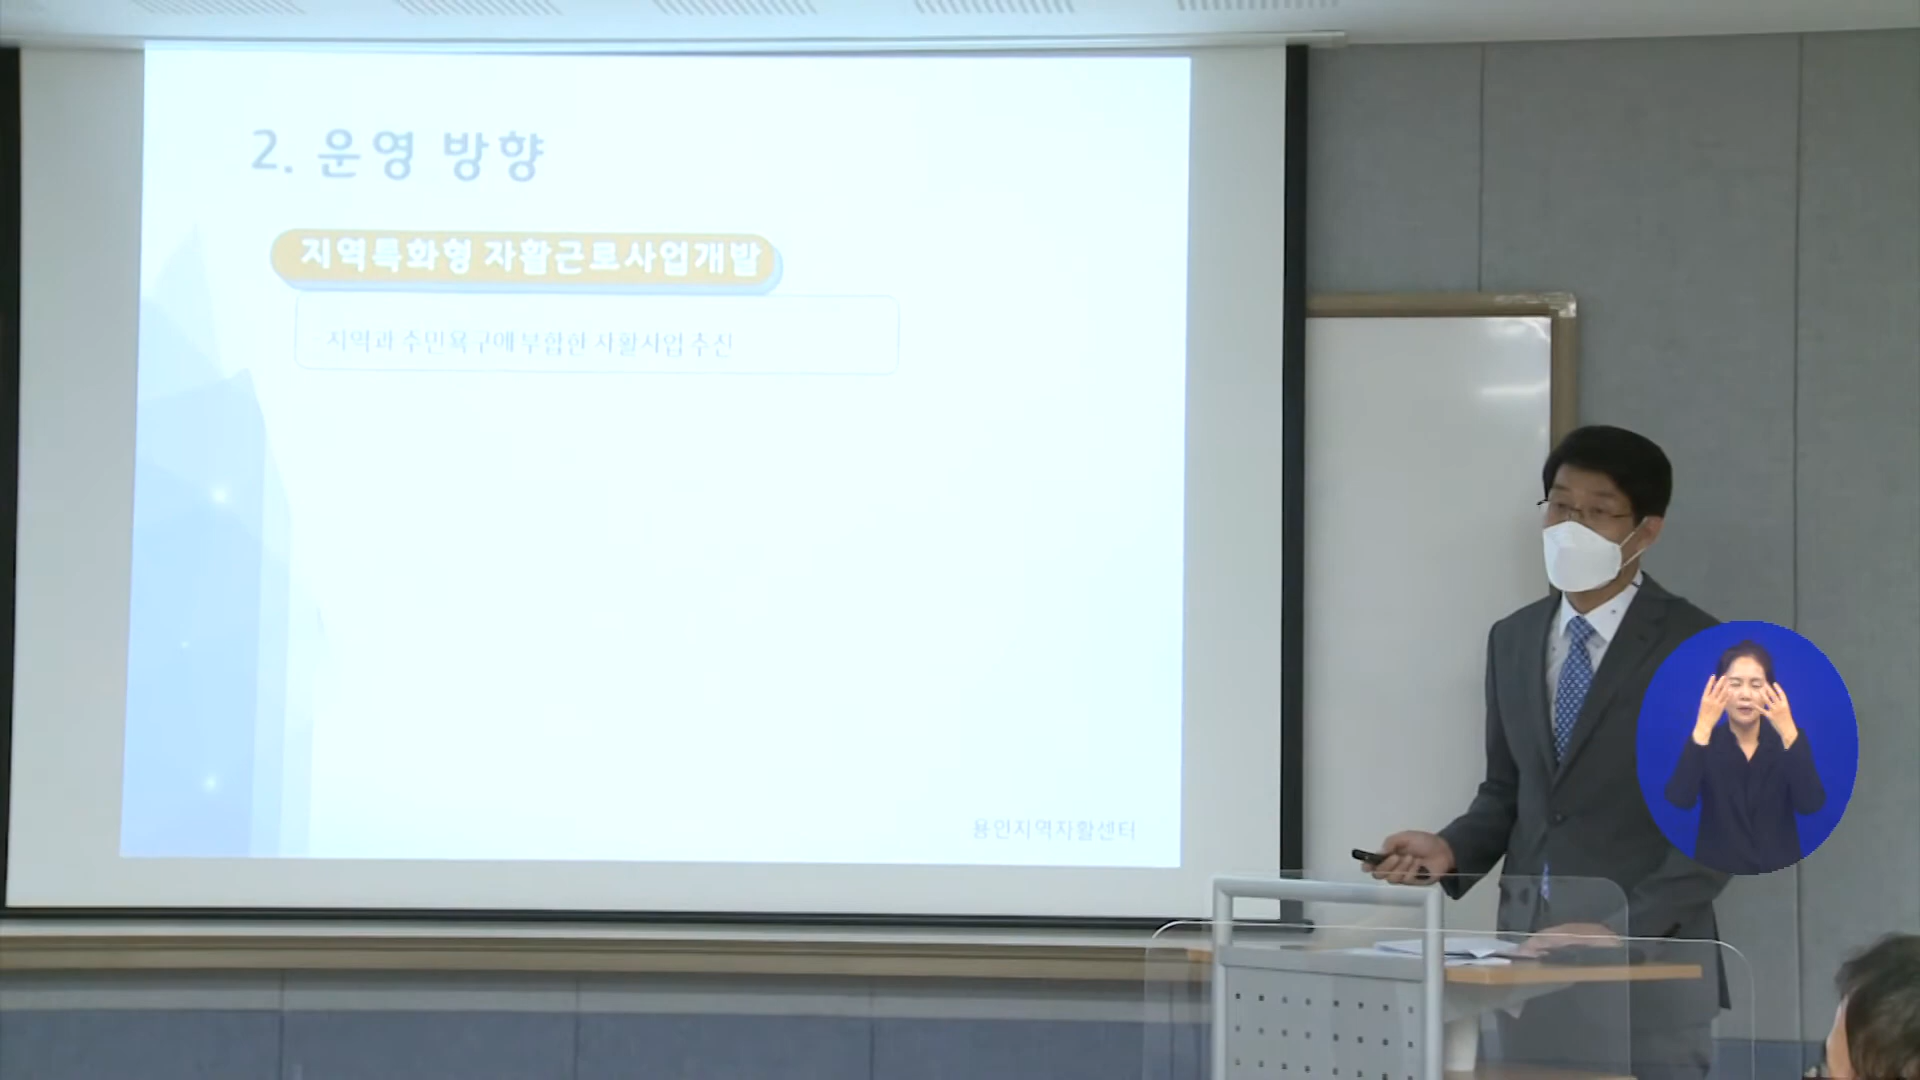 2. 운영 방향
지역특화형 자활근로사업개발
지역과 주민욕구에 부합한 자활사업 추진
용인지역자활센터